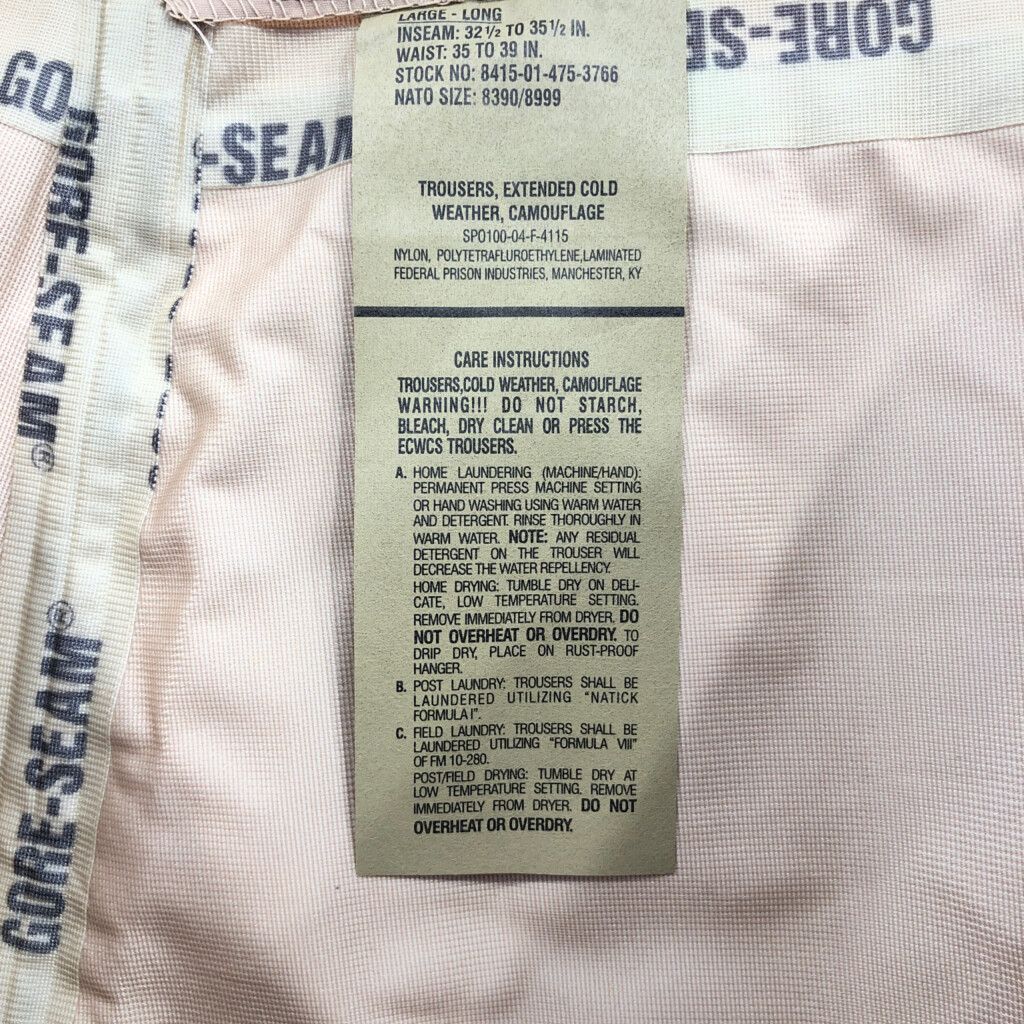 LARGE - LONG
INSEAM: 32 1/2 TO 35 1/2 IN.
WAIST: 35 TO 39 IN.
STOCK NO: 8415-01-475-3766
NATO SIZE: 8390/8999
TROUSERS, EXTENDED COLD
WEATHER, CAMOUFLAGE
SPO100-04-F-4115
NYLON, POLYTETRAFLUROETHYLENE,LAMINATED
FEDERAL PRISON INDUSTRIES, MANCHESTER, KY
CARE INSTRUCTIONS
TROUSERS,COLD WEATHER, CAMOUFLAGE
WARNING!!! DO NOT STARCH,
BLEACH, DRY CLEAN OR PRESS THE
ECWCS TROUSERS.
A. HOME LAUNDERING (MACHINE/HAND):
PERMANENT PRESS MACHINE SETTING
OR HAND WASHING USING WARM WATER
AND DETERGENT. RINSE THOROUGHLY IN
WARM WATER. NOTE: ANY RESIDUAL
DETERGENT ON THE TROUSER WILL
DECREASE THE WATER REPELLENCY.
HOME DRYING: TUMBLE DRY ON DELI-
CATE, LOW TEMPERATURE SETTING.
REMOVE IMMEDIATELY FROM DRYER. DO
NOT OVERHEAT OR OVERDRY. TO
DRIP DRY, PLACE ON RUST-PROOF
HANGER.
B. POST LAUNDRY: TROUSERS SHALL BE
LAUNDERED UTILIZING "NATICK
FORMULA I".
C. FIELD LAUNDRY: TROUSERS SHALL BE
LAUNDERED UTILIZING "FORMULA VIII"
OF FM 10-280.
POST/FIELD DRYING: TUMBLE DRY AT
LOW TEMPERATURE SETTING. REMOVE
IMMEDIATELY FROM DRYER. DO NOT
OVERHEAT OR OVERDRY.
GO
-SEAM
GORE-SE
GORE-SEAM®
GORE-SEAM®